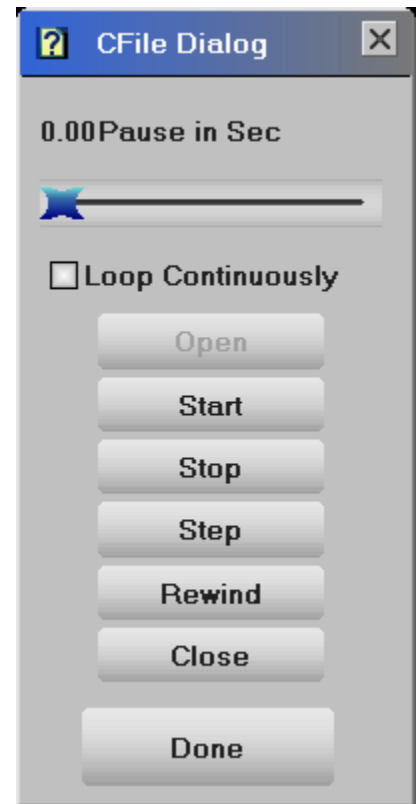 CFile Dialog
0.00Pause in Sec
Loop Continuously
Open
Start
Stop
Step
Rewind
Close
Done